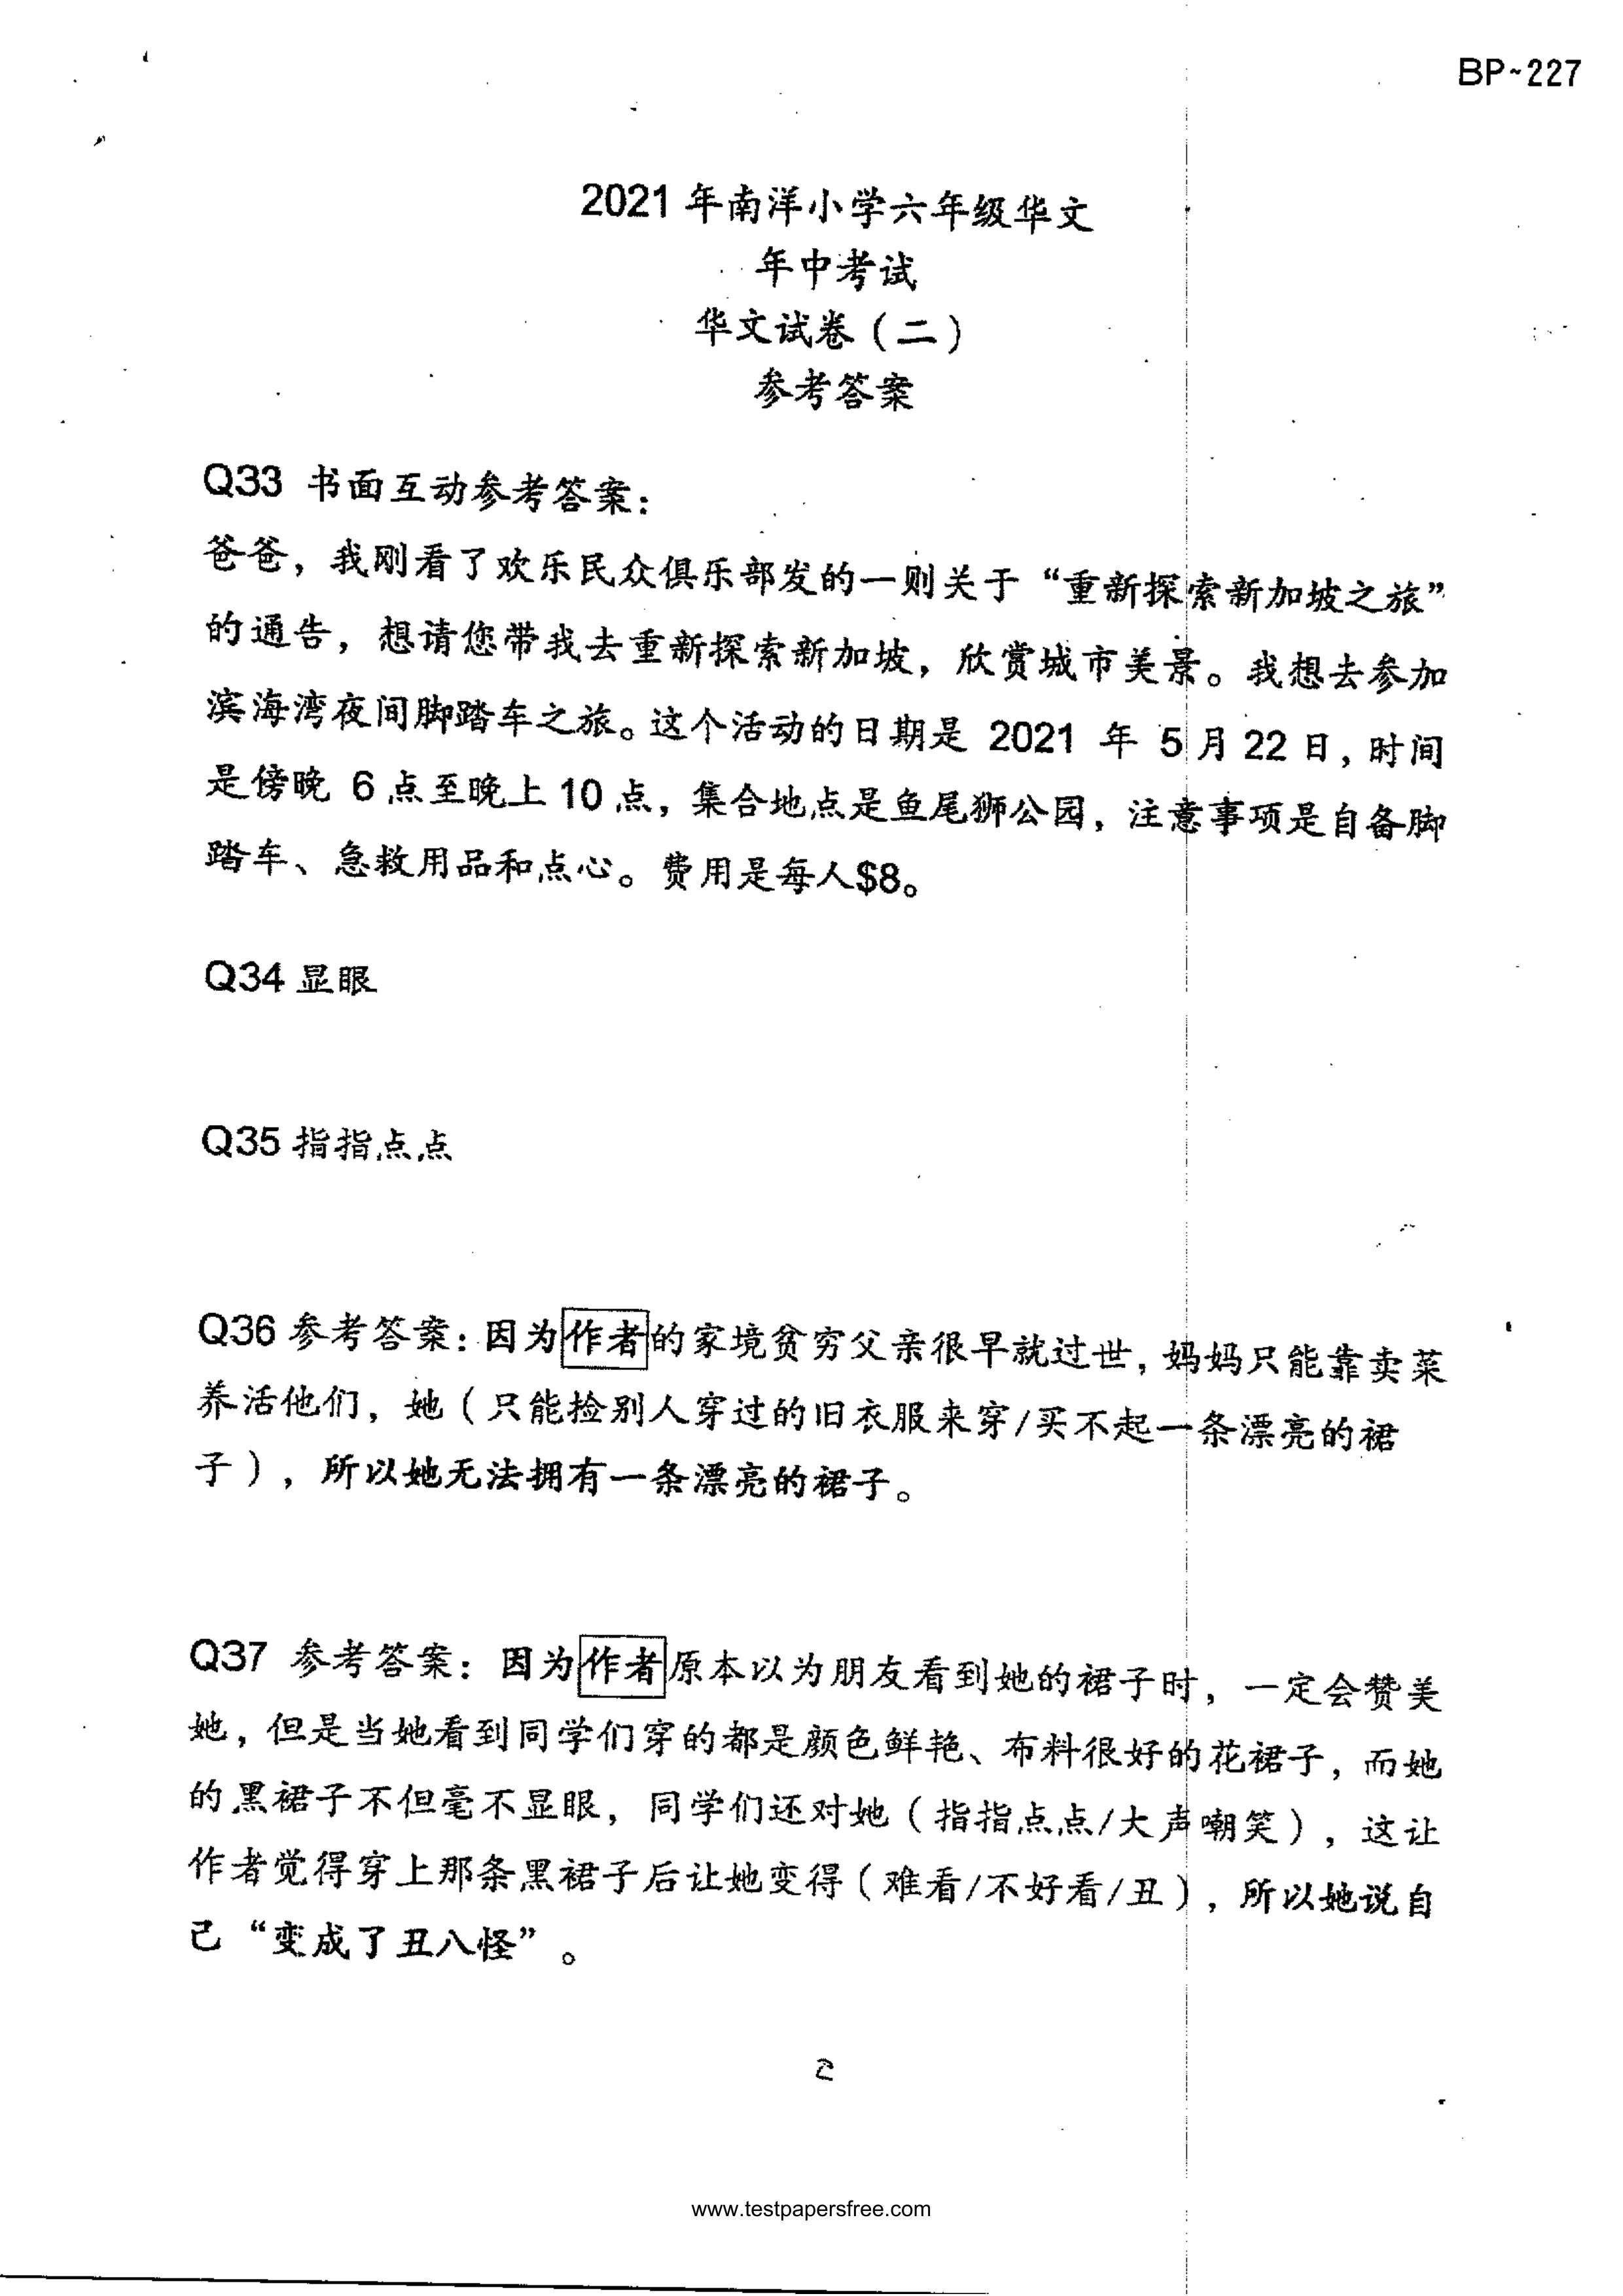 BP~227
2021 年南洋小学六年级华文
年中考试
华文试卷（二）
参考答案
Q33 书面互动参考答案：
爸爸，我刚看了欢乐民众俱乐部发的一则关于“重新探索新加坡之旅”
的通告，想请您带我去重新探索新加坡，欣赏城市美景。我想去参加
滨海湾夜间脚踏车之旅。这个活动的日期是 2021 年 5 月 22 日，时间
是傍晚 6 点至晚上 10 点，集合地点是鱼尾狮公园，注意事项是自备脚
踏车、急救用品和点心。费用是每人$8。
Q34 显眼
Q35 指指点点
Q36 参考答案：因为作者的家境贫穷父亲很早就过世，妈妈只能靠卖菜
养活他们，她（只能捡别人穿过的旧衣服来穿/买不起一条漂亮的裙
子），所以她无法拥有一条漂亮的裙子。
Q37 参考答案：因为作者原本以为朋友看到她的裙子时，一定会赞美
她，但是当她看到同学们穿的都是颜色鲜艳、布料很好的花裙子，而她
的黑裙子不但毫不显眼，同学们还对她（指指点点/大声嘲笑），这让
作者觉得穿上那条黑裙子后让她变得（难看/不好看/丑），所以她说自
己“变成了丑八怪”。
2
www.testpapersfree.com